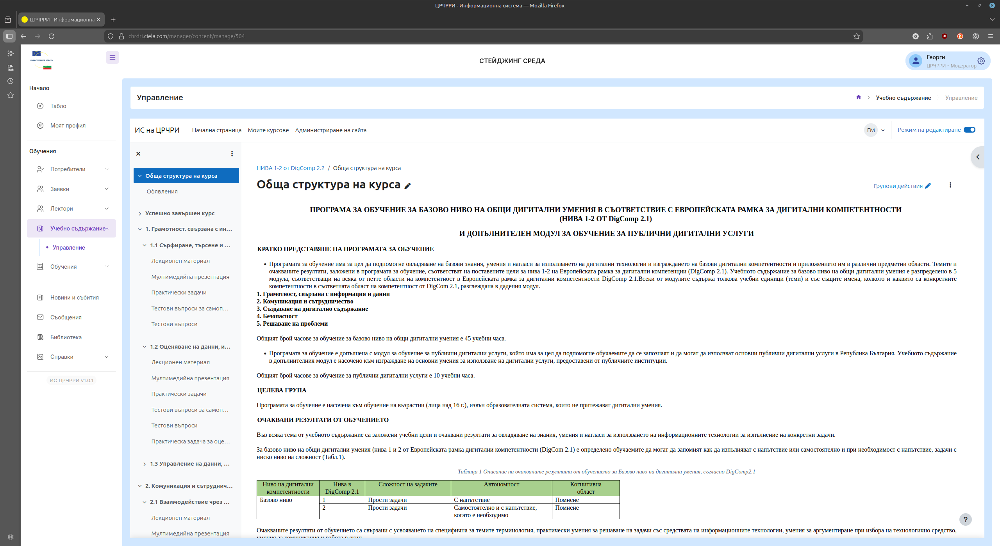 ЦРЧРРИ - Информационна система — Mozilla Firefox
ЦРЧРРИ - Информационна
chrdri.ciela.com/manager/content/manage/504
ИНВЕСТИРАМЕ В ХОРАТА
СТЕЙДЖИНГ СРЕДА
Георги
ЦРЧРРИ - Модератор
Начало
Табло
Моят профил
Обучения
Потребители
Заявки
Лектори
Учебно съдържание
Управление
Обучения
Новини и събития
Съобщения
Библиотека
Справки
ИС ЦРЧРРИ v1.0.1
Управление
Учебно съдържание
Управление
ИС на ЦРЧРИ
Начална страница
Моите курсове
Администриране на сайта
ГМ
Режим на редактиране
Обща структура на курса
Обявления
Успешно завършен курс
1. Грамотност. свързана с ин...
1.1 Сърфиране, търсене и ...
Лекционен материал
Мултимедийна презентация
Практически задачи
Тестови въпроси за самоп...
Тестови въпроси
1.2 Оценяване на данни, и...
Лекционен материал
Мултимедийна презентация
Практически задачи
Тестови въпроси за самоп...
Тестови въпроси
Практическа задача за оце...
1.3 Управление на данни, ...
2. Комуникация и сътруднич...
2.1 Взаимодействие чрез ...
Лекционен материал
Мултимедийна презентация
НИВА 1-2 от DigComp 2.2 / Обща структура на курса
Обща структура на курса
Групови действия
ПРОГРАМА ЗА ОБУЧЕНИЕ ЗА БАЗОВО НИВО НА ОБЩИ ДИГИТАЛНИ УМЕНИЯ В СЪОТВЕТСТВИЕ С ЕВРОПЕЙСКАТА РАМКА ЗА ДИГИТАЛНИ КОМПЕТЕНТНОСТИ
(НИВА 1-2 ОТ DigComp 2.1)
И ДОПЪЛНИТЕЛЕН МОДУЛ ЗА ОБУЧЕНИЕ ЗА ПУБЛИЧНИ ДИГИТАЛНИ УСЛУГИ
КРАТКО ПРЕДСТАВЯНЕ НА ПРОГРАМАТА ЗА ОБУЧЕНИЕ
• Програмата за обучение има за цел да подпомогне овладяване на базови знания, умения и нагласи за използването на дигитални технологии и изграждането на базови дигитални компетентности и приложението им в различни предметни области. Темите и
очакваните резултати, заложени в програмата за обучение, съответстват на поставените цели за нива 1-2 на Европейската рамка за дигитални компетенции (DigComp 2.1). Учебното съдържание за базово ниво на общи дигитални умения е разпределено в 5
модула, съответстващи на всяка от петте области на компетентност в Европейската рамка за дигитални компетентности DigComp 2.1.Всеки от модулите съдържа толкова учебни единици (теми) и със същите имена, колкото и каквито са конкретните
компетентности в съответната област на компетентност от DigCom 2.1, разглеждана в дадения модул.
1. Грамотност, свързана с информация и данни
2. Комуникация и сътрудничество
3. Създаване на дигитално съдържание
4. Безопасност
5. Решаване на проблеми
Общият брой часове за обучение за базово ниво на общи дигитални умения е 45 учебни часа.
• Програмата за обучение е допълнена с модул за обучение за публични дигитални услуги, който има за цел да подпомогне обучаемите да се запознаят и да могат да използват основни публични дигитални услуги в Република България. Учебното съдържание
в допълнителния модул е насочено към изграждане на основни умения за използване на дигитални услуги, предоставени от публичните институции.
Общият брой часове за обучение за публични дигитални услуги е 10 учебни часа.
ЦЕЛЕВА ГРУПА
Програмата за обучение е насочена към обучение на възрастни (лица над 16 г.), извън образователната система, които не притежават дигитални умения.
ОЧАКВАНИ РЕЗУЛТАТИ ОТ ОБУЧЕНИЕТО
Във всяка тема от учебното съдържание са заложени учебни цели и очаквани резултати за овладяване на знания, умения и нагласи за използването на информационните технологии за изпълнение на конкретни задачи.
За базово ниво на общи дигитални умения (нива 1 и 2 от Европейската рамка дигитални компетентности (DigCom 2.1) е определено обучаемите да могат да запомнят как да изпълняват с напътствие или самостоятелно и при необходимост с напътствие, задачи с
ниско ниво на сложност (Табл.1).
Таблица 1 Описание на очакваните резултати от обучението за Базово ниво на дигитални умения, съгласно DigComp2.1
Ниво на дигитални компетентности | Нива в DigComp 2.1 | Сложност на задачите | Автономност | Когнитивна област
Базово ниво | 1 | Прости задачи | С напътствие | Помнене
2 | Прости задачи | Самостоятелно и с напътствие, когато е необходимо | Помнене
Очакваните резултати от обучението са свързани с усвояването на специфична за темите терминология, практически умения за решаване на задачи със средствата на информационните технологии, умения за аргументиране при избора на технологично средство,
умения за комуникация и работа в екип.
?